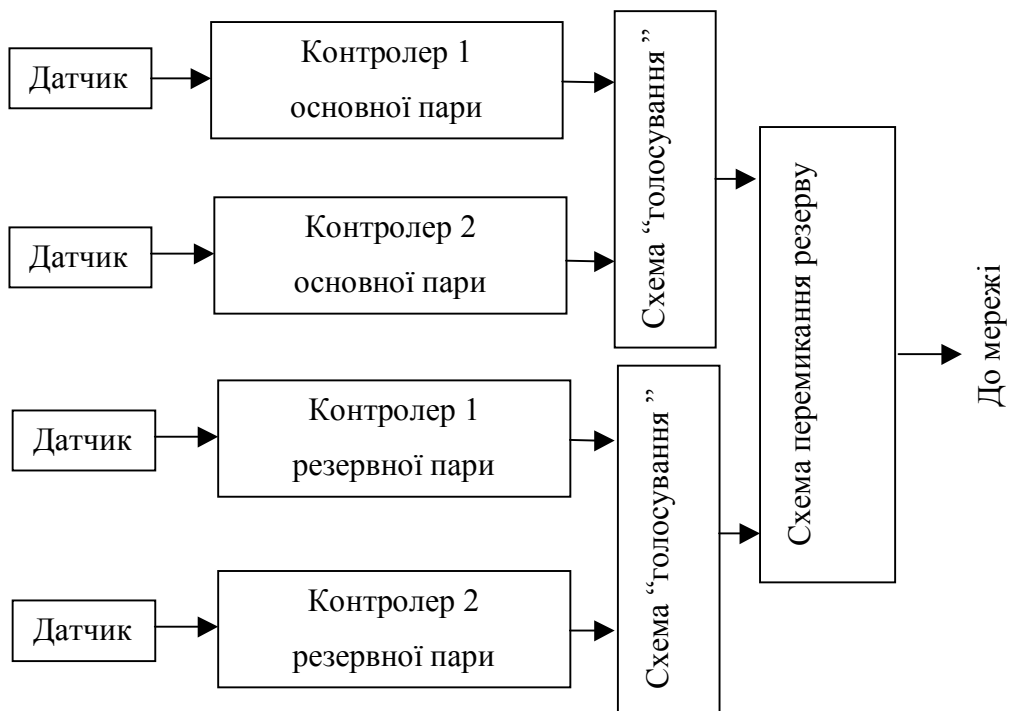 Датчик
Контролер 1
основної пари
Датчик
Контролер 2
основної пари
Схема “голосування”
Датчик
Контролер 1
резервної пари
Датчик
Контролер 2
резервної пари
Схема “голосування”
Схема перемикання резерву
До мережі